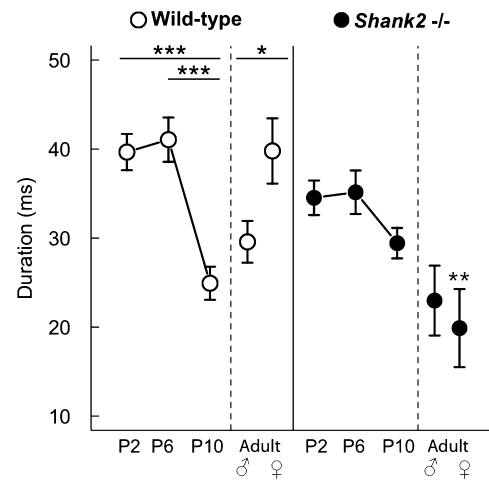 Wild-type Shank2 -/-
*** *
***
50
40
30
20
10
Duration (ms)
**
P2 P6 P10 Adult P2 P6 P10 Adult
♂ ♀ ♂ ♀